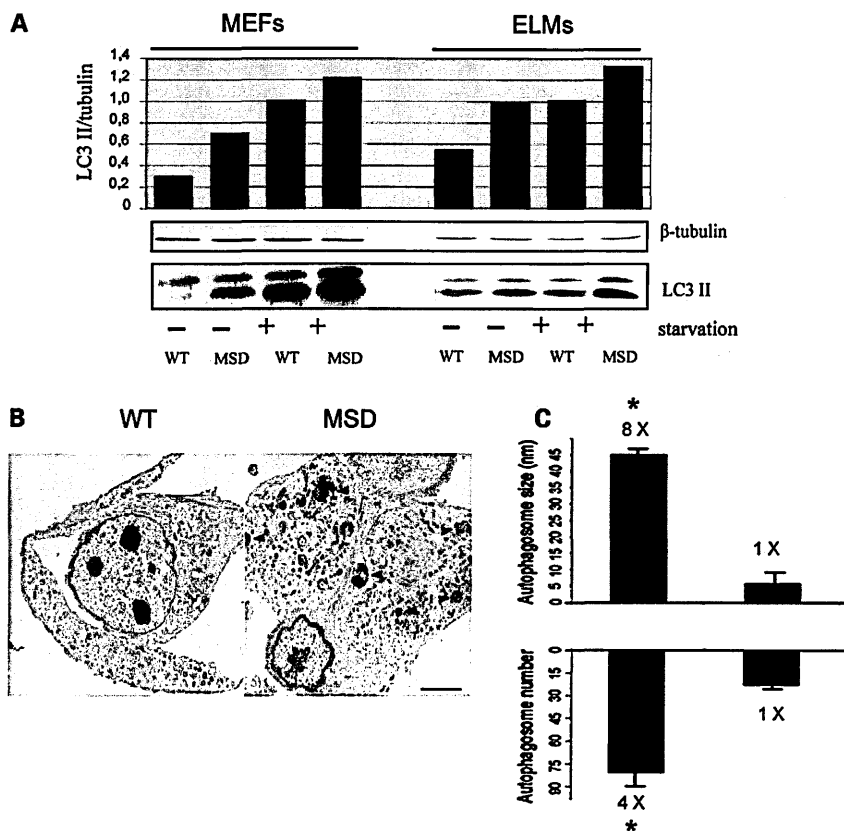 A
MEFs ELMs
LC3 II/tubulin
1,4
1,2
1,0
0,8
0,6
0,4
0,2
0
β-tubulin
LC3 II
− − + + − − + + starvation
WT MSD WT MSD WT MSD WT MSD
B
WT MSD
C
Autophagosome size (nm)
45
40
35
30
25
20
15
10
5
0
*
8 X
1 X
Autophagosome number
0
15
30
45
60
75
90
1 X
4 X
*